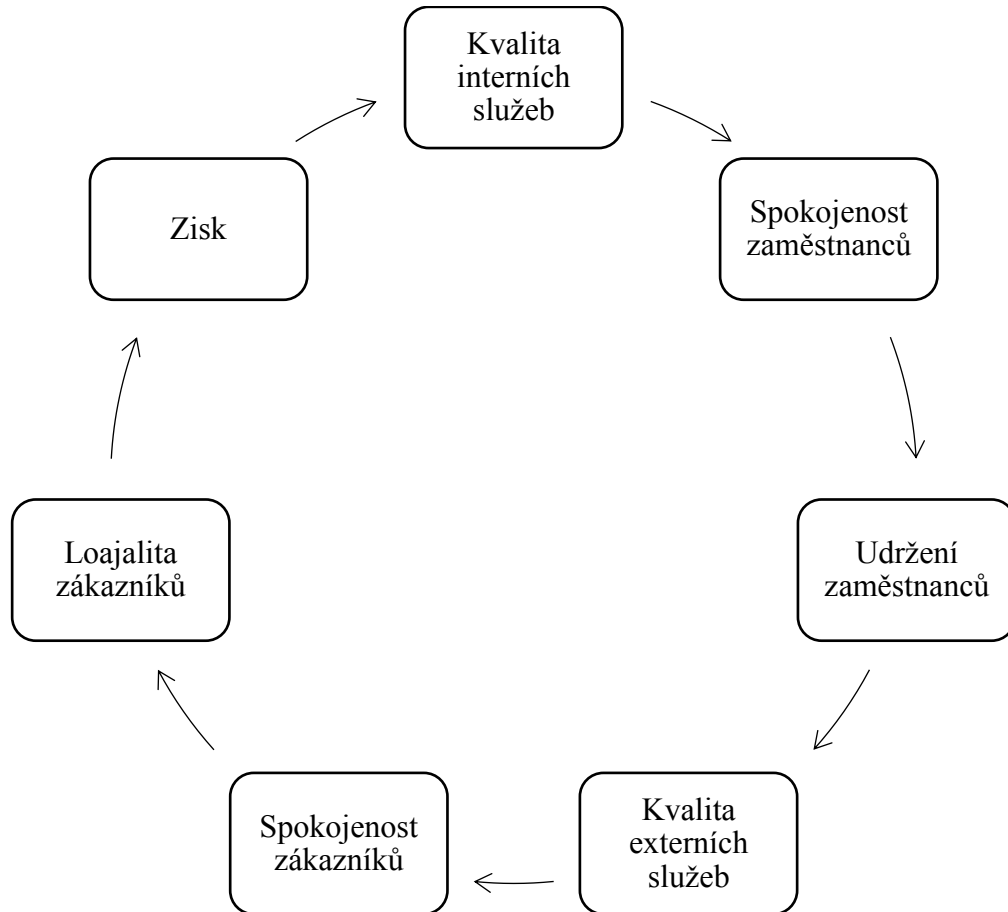 Kvalita
interních
služeb
Spokojenost
zaměstnanců
Udržení
zaměstnanců
Kvalita
externích
služeb
Spokojenost
zákazníků
Loajalita
zákazníků
Zisk